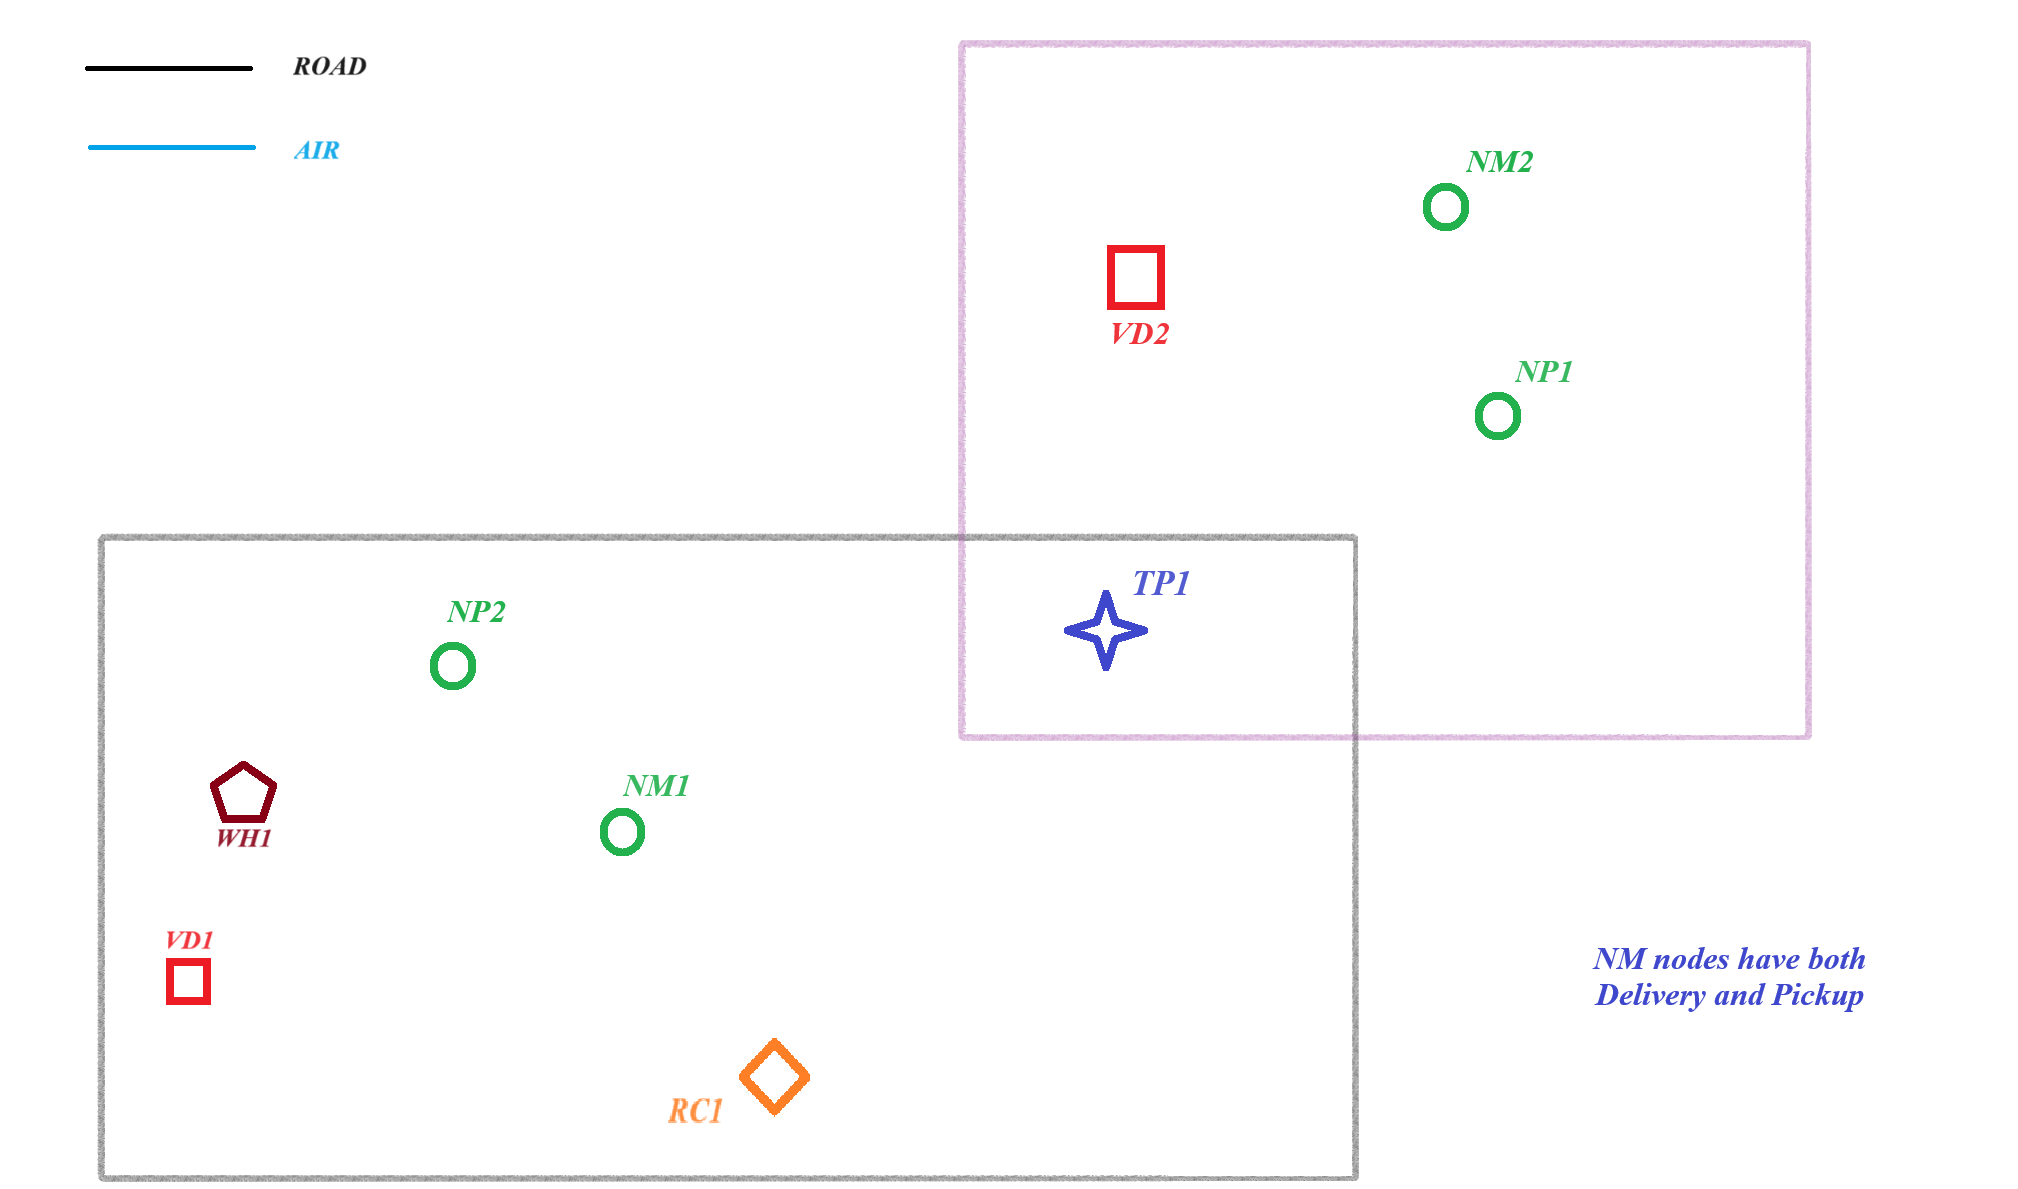 ROAD
AIR
NM2
VD2
NP1
TP1
NP2
NM1
WH1
VD1
NM nodes have both
Delivery and Pickup
RC1